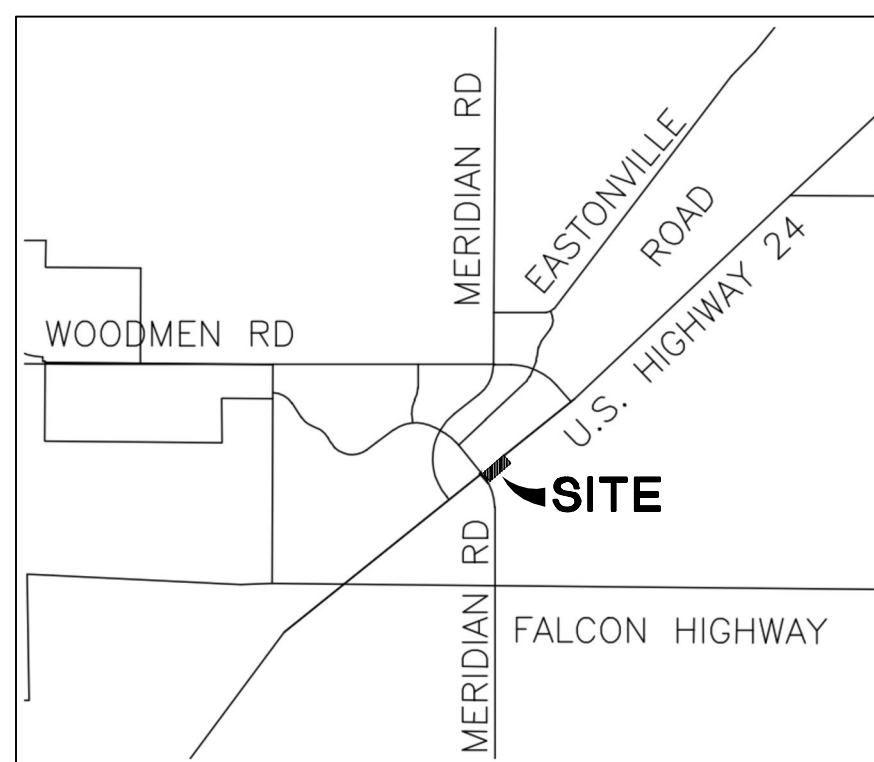 MERIDIAN RD
EASTONVILLE
ROAD
WOODMEN RD
U.S. HIGHWAY 24
SITE
MERIDIAN RD
FALCON HIGHWAY